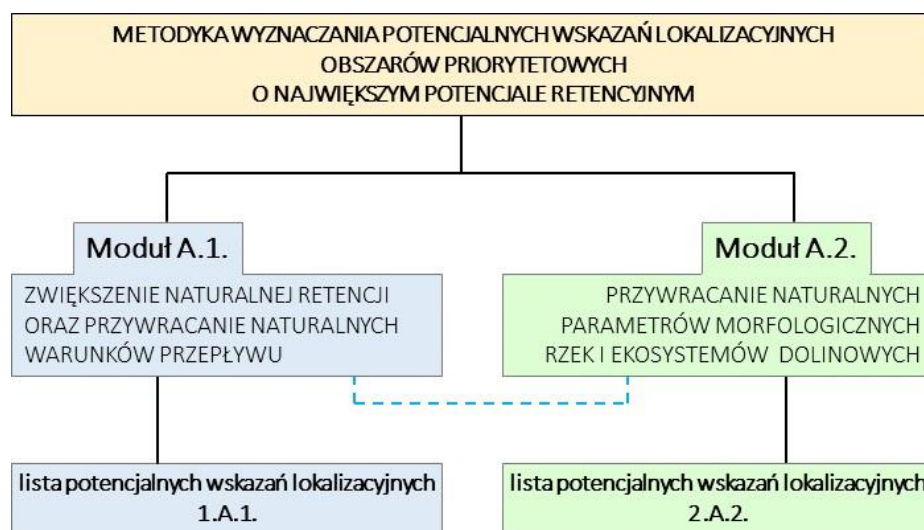 METODYKA WYZNACZANIA POTENCJALNYCH WSKAZAŃ LOKALIZACYJNYCH
OBSZARÓW PRIORYTETOWYCH
O NAJWIĘKSZYM POTENCJALE RETENCYJNYM
Moduł A.1.
ZWIĘKSZENIE NATURALNEJ RETENCJI
ORAZ PRZYWRACANIE NATURALNYCH
WARUNKÓW PRZEPŁYWU
Moduł A.2.
PRZYWRACANIE NATURALNYCH
PARAMETRÓW MORFOLOGICZNYCH
RZEK I EKOSYSTEMÓW DOLINOWYCH
lista potencjalnych wskazań lokalizacyjnych
1.A.1.
lista potencjalnych wskazań lokalizacyjnych
2.A.2.